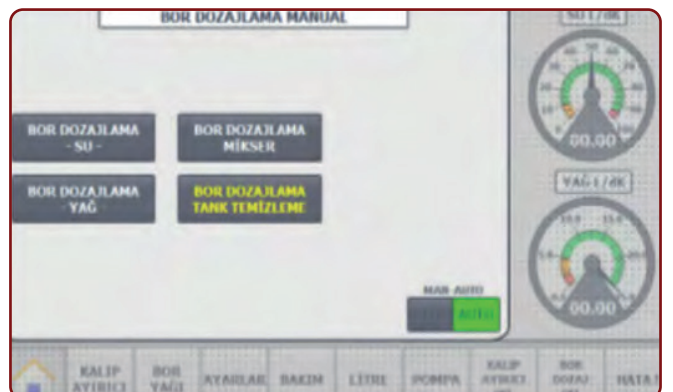 BOR DOZAJLAMA MANUAL
BOR DOZAJLAMA
- SU -
BOR DOZAJLAMA
MİKSER
BOR DOZAJLAMA
- YAĞ -
BOR DOZAJLAMA
TANK TEMİZLEME
MAN-AUTO
AUTO
SU L/dK
00.00
YAĞ L/dK
00.00
KALIP
AYIRICI
BOR
YAĞI
AYARLAR
BAKIM
LİTRE
POMPA
KALIP
AYIRICI
BOR
DOZAJ
HATA